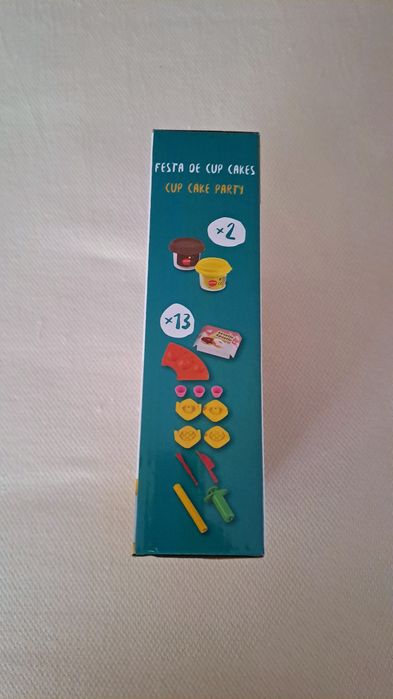 FESTA DE CUP CAKES
CUP CAKE PARTY
×2
×13